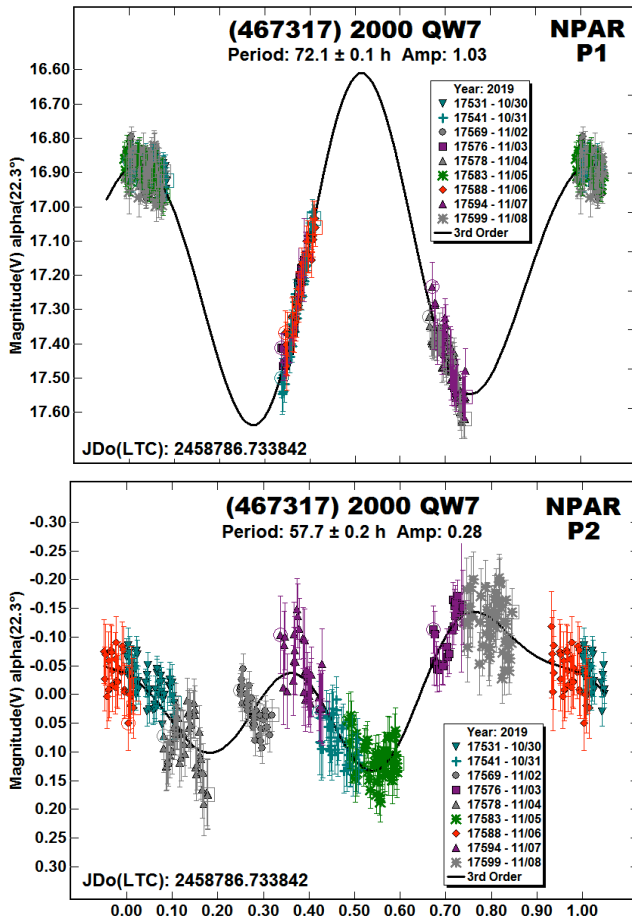 (467317) 2000 QW7
NPAR
Period: 72.1 ± 0.1 h Amp: 1.03
P1
Magnitude(V) alpha(22.3°)
16.60
16.70
16.80
16.90
17.00
17.10
17.20
17.30
17.40
17.50
17.60
Year: 2019
17531 - 10/30
17541 - 10/31
17569 - 11/02
17576 - 11/03
17578 - 11/04
17583 - 11/05
17588 - 11/06
17694 - 11/07
17699 - 11/08
3rd Order
JDo(LTC): 2458786.733842
(467317) 2000 QW7
NPAR
Period: 57.7 ± 0.2 h Amp: 0.28
P2
Magnitude(V) alpha(22.3°)
-0.30
-0.25
-0.20
-0.15
-0.10
-0.05
0.00
0.05
0.10
0.15
0.20
0.25
0.30
Year: 2019
17531 - 10/30
17541 - 10/31
17569 - 11/02
17576 - 11/03
17578 - 11/04
17583 - 11/05
17588 - 11/06
17694 - 11/07
17699 - 11/08
3rd Order
JDo(LTC): 2458786.733842
0.00 0.10 0.20 0.30 0.40 0.50 0.60 0.70 0.80 0.90 1.00